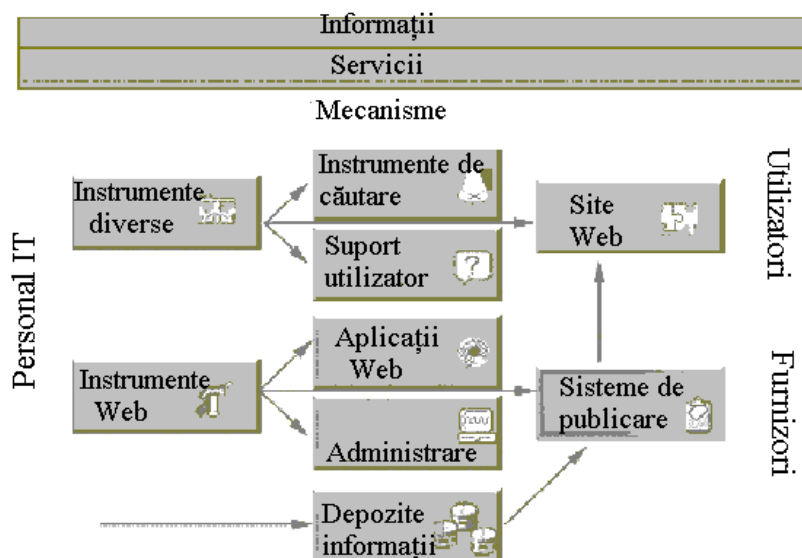 Informații
Servicii
Mecanisme
Personal IT
Instrumente
diverse
Instrumente de
căutare
Suport
utilizator
Site
Web
Utilizatori
Instrumente
Web
Aplicații
Web
Administrare
Sisteme de
publicare
Furnizori
Depozite
informații